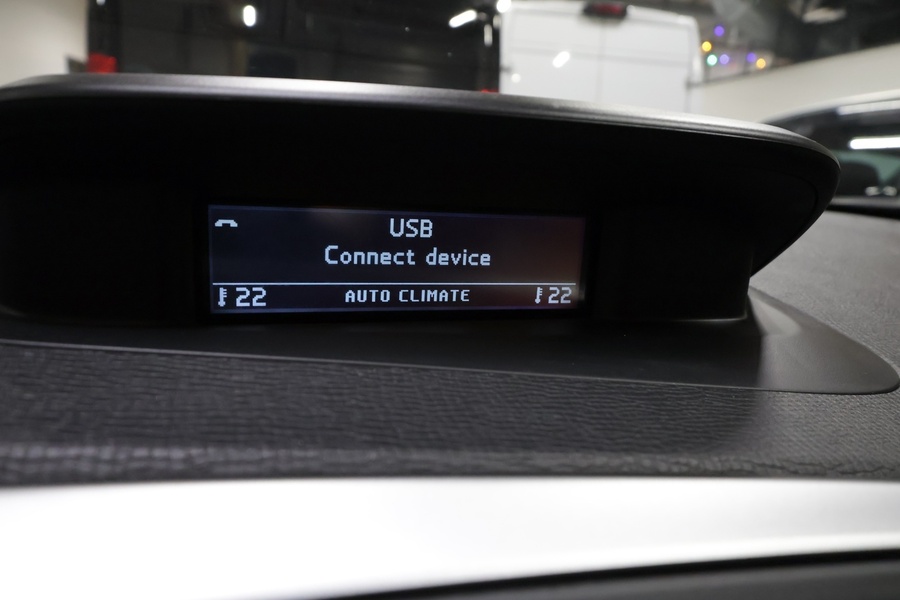 USB
Connect device
22 AUTO CLIMATE 22